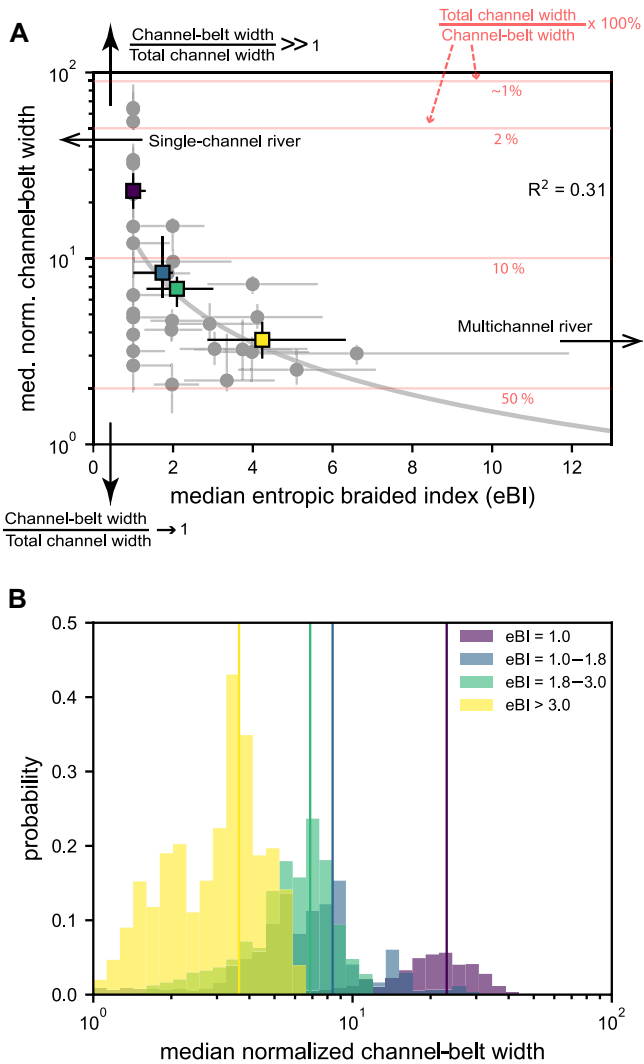 A
Channel-belt width
Total channel width
>> 1
Total channel width
Channel-belt width
x 100%
10²
~1%
2 %
Single-channel river
R² = 0.31
med. norm. channel-belt width
10¹
10 %
Multichannel river
50 %
10⁰
0 2 4 6 8 10 12
median entropic braided index (eBI)
Channel-belt width
Total channel width
→ 1
B
0.5
eBI = 1.0
eBI = 1.0–1.8
eBI = 1.8–3.0
eBI > 3.0
0.4
0.3
probability
0.2
0.1
0.0
10⁰ 10¹ 10²
median normalized channel-belt width